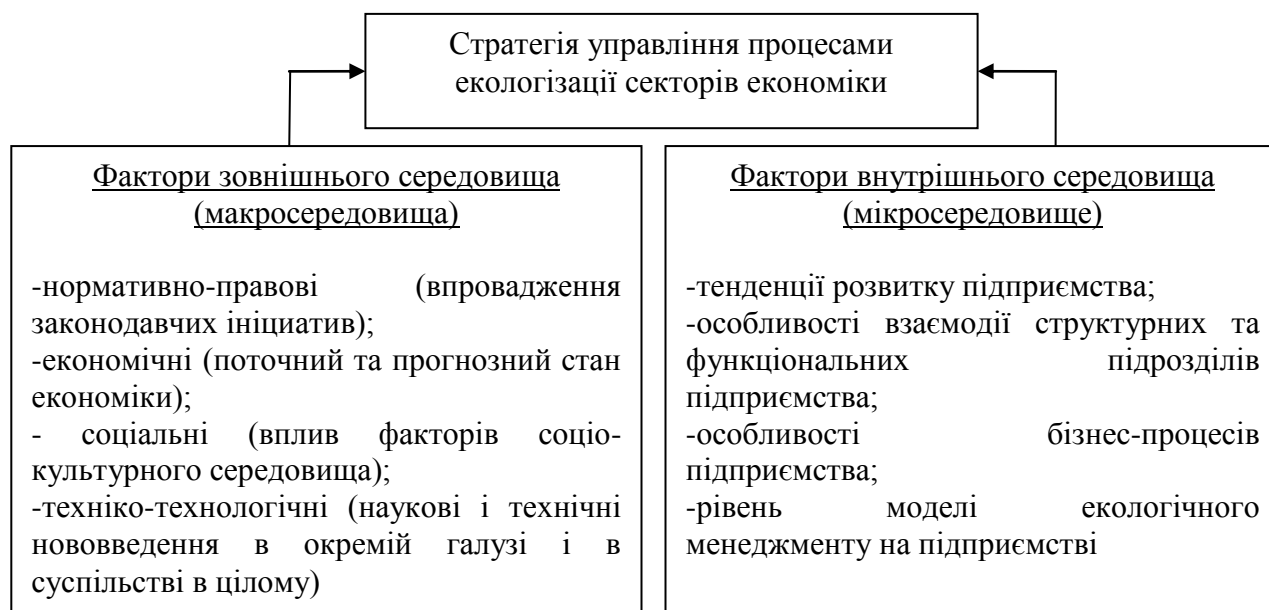 Стратегія управління процесами
екологізації секторів економіки
Фактори зовнішнього середовища
(макросередовища)
-нормативно-правові (впровадження
законодавчих ініціатив);
-економічні (поточний та прогнозний стан
економіки);
- соціальні (вплив факторів соціо-
культурного середовища);
-техніко-технологічні (наукові і технічні
нововведення в окремій галузі і в
суспільстві в цілому)
Фактори внутрішнього середовища
(мікросередовище)
-тенденції розвитку підприємства;
-особливості взаємодії структурних та
функціональних підрозділів
підприємства;
-особливості бізнес-процесів
підприємства;
-рівень моделі екологічного
менеджменту на підприємстві